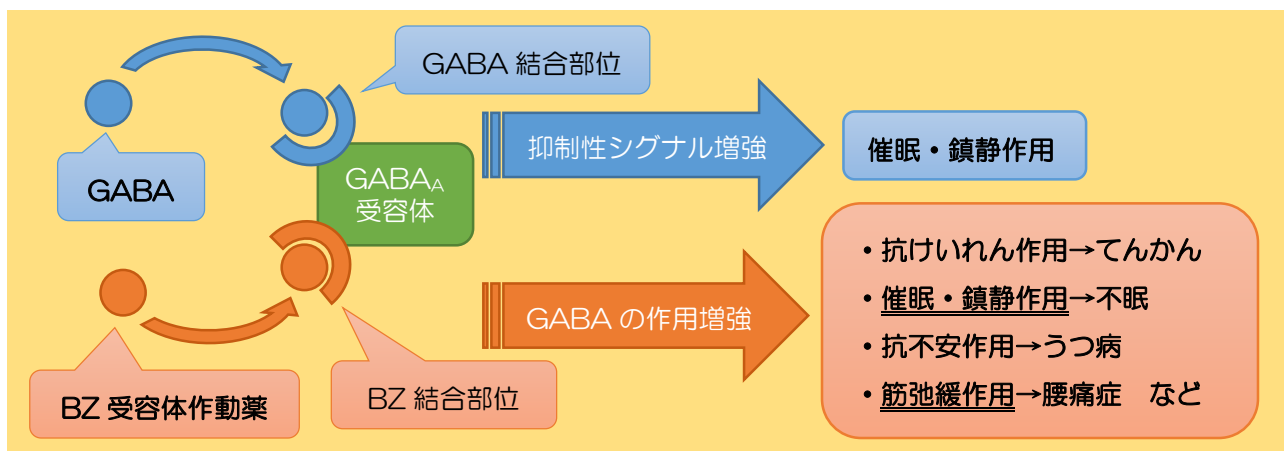 GABA 結合部位
GABA
GABAA
受容体
抑制性シグナル増強
催眠・鎮静作用
BZ 受容体作動薬
BZ 結合部位
GABA の作用増強
・抗けいれん作用→てんかん
・催眠・鎮静作用→不眠
・抗不安作用→うつ病
・筋弛緩作用→腰痛症　など